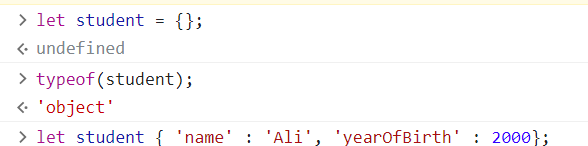 let student = {};
undefined
typeof(student);
'object'
let student { 'name' : 'Ali', 'yearOfBirth' : 2000};